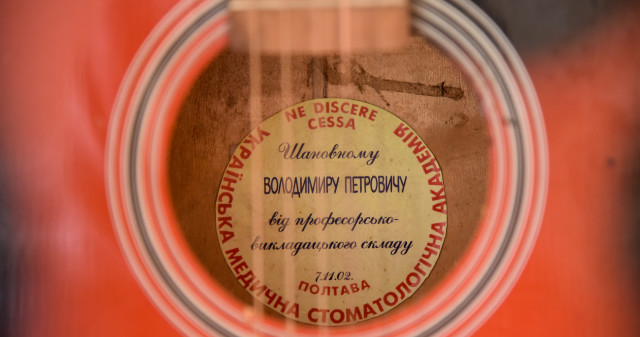 NE DISCERE
CESSA
УКРАЇНСЬКА МЕДИЧНА СТОМАТОЛОГІЧНА АКАДЕМІЯ
Шановному
ВОЛОДИМИРУ ПЕТРОВИЧУ
від професорсько-
викладацького складу
7.11.02.
ПОЛТАВА